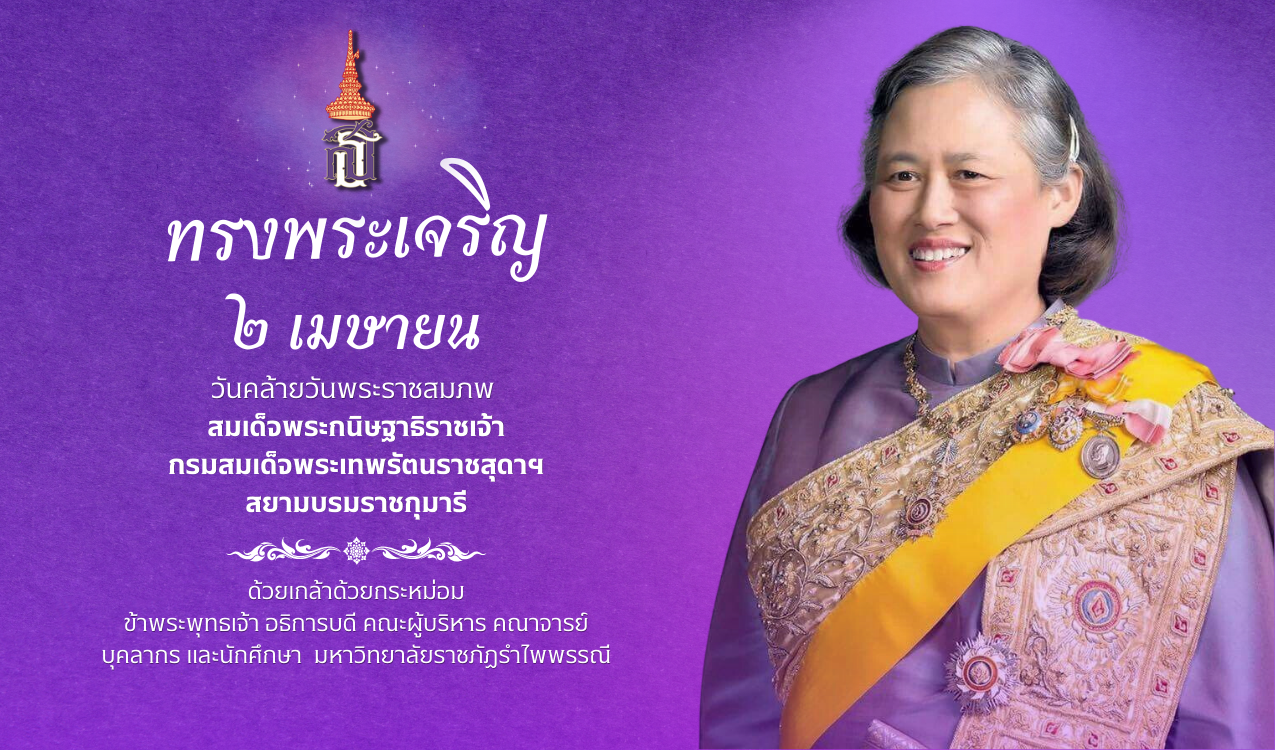 ทรงพระเจริญ
๒ เมษายน
วันคล้ายวันพระราชสมภพ
สมเด็จพระกนิษฐาธิราชเจ้า
กรมสมเด็จพระเทพรัตนราชสุดาฯ
สยามบรมราชกุมารี
ด้วยเกล้าด้วยกระหม่อม
ข้าพระพุทธเจ้า อธิการบดี คณะผู้บริหาร คณาจารย์
บุคลากร และนักศึกษา มหาวิทยาลัยราชภัฏรำไพพรรณี